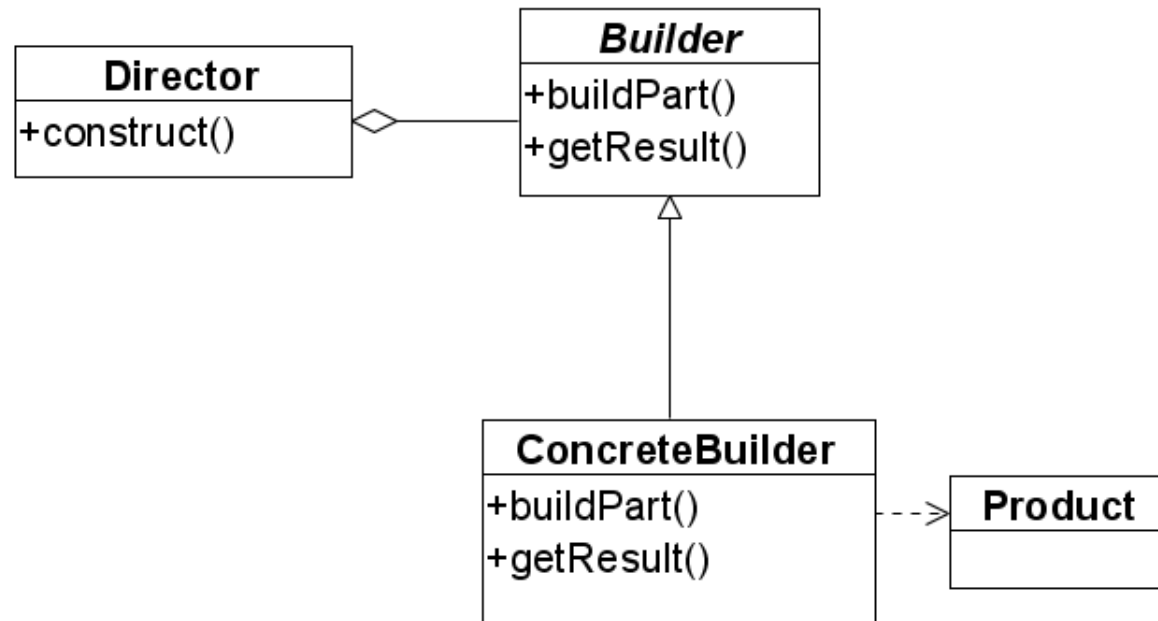 Director
+construct()
Builder
+buildPart()
+getResult()
ConcreteBuilder
+buildPart()
+getResult()
Product